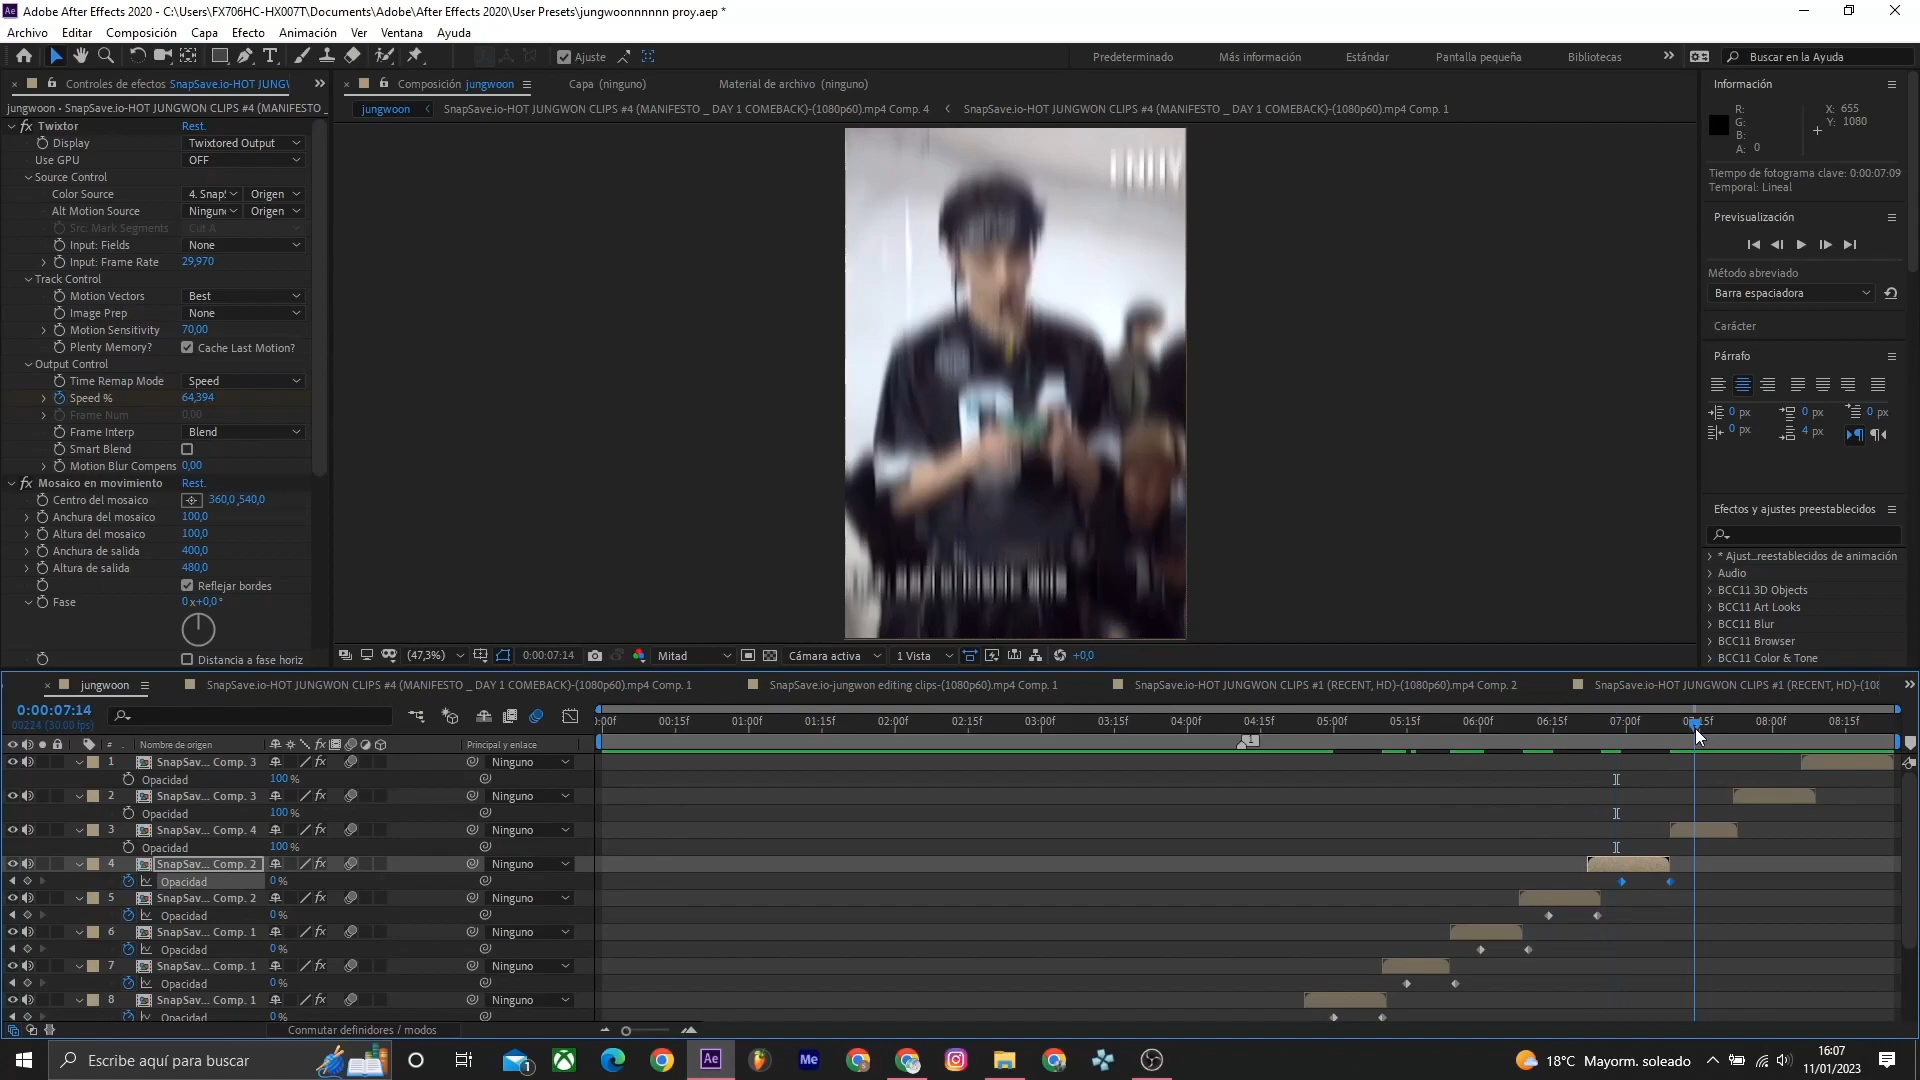 Adobe After Effects 2020 - C:\Users\FX706HC-HX007T\Documents\Adobe\After Effects 2020\User Presets\jungwoonnnnnn proy.aep *
Archivo Editar Composición Capa Efecto Animación Ver Ventana Ayuda
Ajuste Predeterminado Más información Estándar Pantalla pequeña Bibliotecas Buscar en la Ayuda
Controles de efectos SnapSave.io-HOT JUNG
jungwoon • SnapSave.io-HOT JUNGWON CLIPS #4 (MANIFESTO _
Twixtor Rest.
Display Twixtored Output
Use GPU OFF
Source Control
Color Source 4. Snap! Origen
Alt Motion Source Ningun Origen
Src: Mark Segments Cut A
Input: Fields None
Input: Frame Rate 29,970
Track Control
Motion Vectors Best
Image Prep None
Motion Sensitivity 70,00
Plenty Memory? Cache Last Motion?
Output Control
Time Remap Mode Speed
Speed % 64,394
Frame Num 0,00
Frame Interp Blend
Smart Blend
Motion Blur Compens 0,00
Mosaico en movimiento Rest.
Centro del mosaico 360,0 ,540,0
Anchura del mosaico 100,0
Altura del mosaico 100,0
Anchura de salida 400,0
Altura de salida 480,0
Reflejar bordes
Fase 0 x+0,0°
Distancia a fase horiz
Composición jungwoon Capa (ninguno) Material de archivo (ninguno)
jungwoon SnapSave.io-HOT JUNGWON CLIPS #4 (MANIFESTO _ DAY 1 COMEBACK)-(1080p60).mp4 Comp. 4 SnapSave.io-HOT JUNGWON CLIPS #4 (MANIFESTO _ DAY 1 COMEBACK)-(1080p60).mp4 Comp. 1
(47,3%) 0:00:07:14 Mitad Cámara activa 1 Vista +0,0
Información
R: X: 655
G: Y: 1080
B:
A: 0
Tiempo de fotograma clave: 0:00:07:09
Temporal: Lineal
Previsualización
Método abreviado
Barra espaciadora
Carácter
Párrafo
0 px 0 px 0 px
0 px 4 px
Efectos y ajustes preestablecidos
* Ajust...reestablecidos de animación
Audio
BCC11 3D Objects
BCC11 Art Looks
BCC11 Blur
BCC11 Browser
BCC11 Color & Tone
jungwoon SnapSave.io-HOT JUNGWON CLIPS #4 (MANIFESTO _ DAY 1 COMEBACK)-(1080p60).mp4 Comp. 1 SnapSave.io-jungwon editing clips-(1080p60).mp4 Comp. 1 SnapSave.io-HOT JUNGWON CLIPS #1 (RECENT, HD)-(1080p60).mp4 Comp. 2 SnapSave.io-HOT JUNGWON CLIPS #1 (RECENT, HD)-(108
0:00:07:14
00224 (30.00 fps)
:00f 00:15f 01:00f 01:15f 02:00f 02:15f 03:00f 03:15f 04:00f 04:15f 05:00f 05:15f 06:00f 06:15f 07:00f 07:15f 08:00f 08:15f
1
# Nombre de origen fx Principal y enlace
1 SnapSav... Comp. 3 Ninguno
Opacidad 100 %
2 SnapSav... Comp. 3 Ninguno
Opacidad 100 %
3 SnapSav... Comp. 4 Ninguno
Opacidad 100 %
4 SnapSav... Comp. 2 Ninguno
Opacidad 0 %
5 SnapSav... Comp. 2 Ninguno
Opacidad 0 %
6 SnapSav... Comp. 1 Ninguno
Opacidad 0 %
7 SnapSav... Comp. 1 Ninguno
Opacidad 0 %
8 SnapSav... Comp. 1 Ninguno
Opacidad 0 %
Conmutar definidores / modos
Escribe aquí para buscar
18°C Mayorm. soleado
16:07
11/01/2023